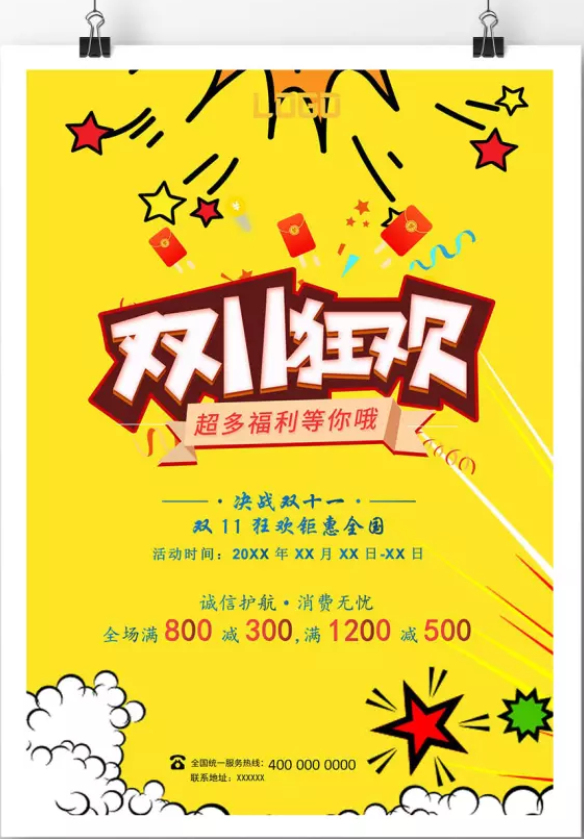 LOGO
双11狂欢
超多福利等你哦
· 决战双十一 ·
双 11 狂欢钜惠全国
活动时间：20XX 年 XX 月 XX 日-XX 日
诚信护航·消费无忧
全场满 800 减 300,满 1200 减 500
全国统一服务热线：400 000 0000
联系地址：XXXXXX